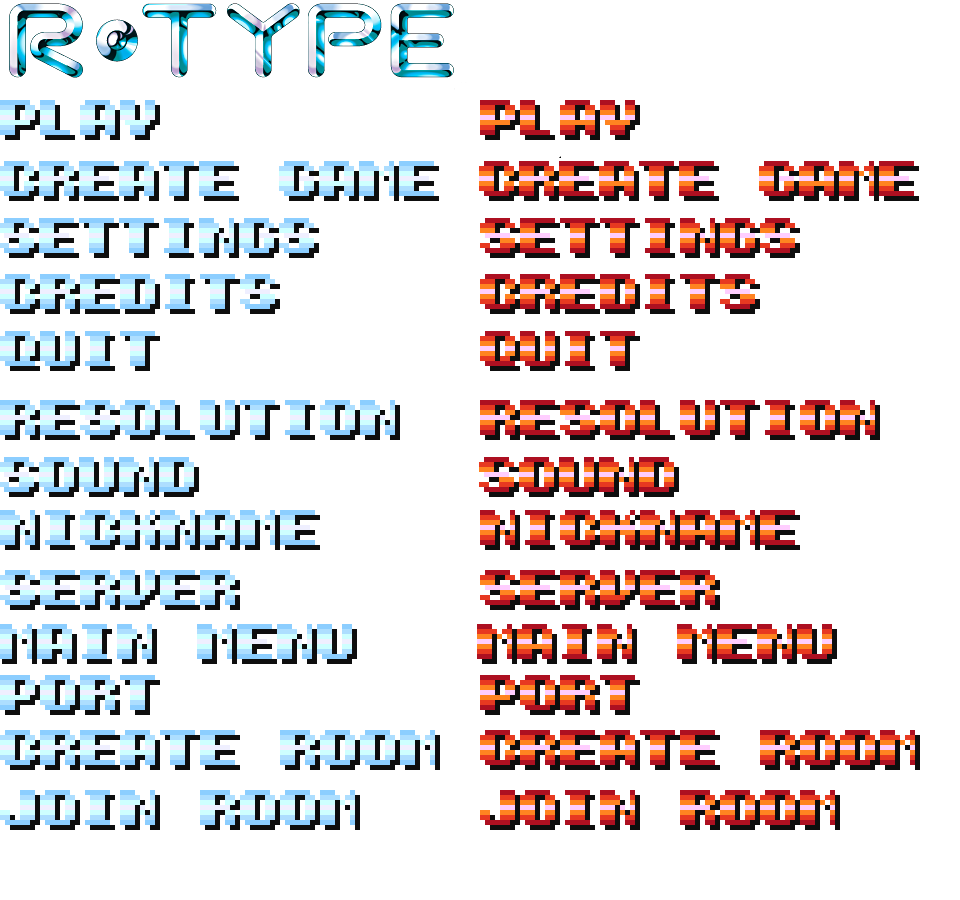 R•TYPE
PLAY PLAY
CREATE GAME CREATE GAME
SETTINGS SETTINGS
CREDITS CREDITS
QUIT QUIT
RESOLUTION RESOLUTION
SOUND SOUND
NICKNAME NICKNAME
SERVER SERVER
MAIN MENU MAIN MENU
PORT PORT
CREATE ROOM CREATE ROOM
JOIN ROOM JOIN ROOM